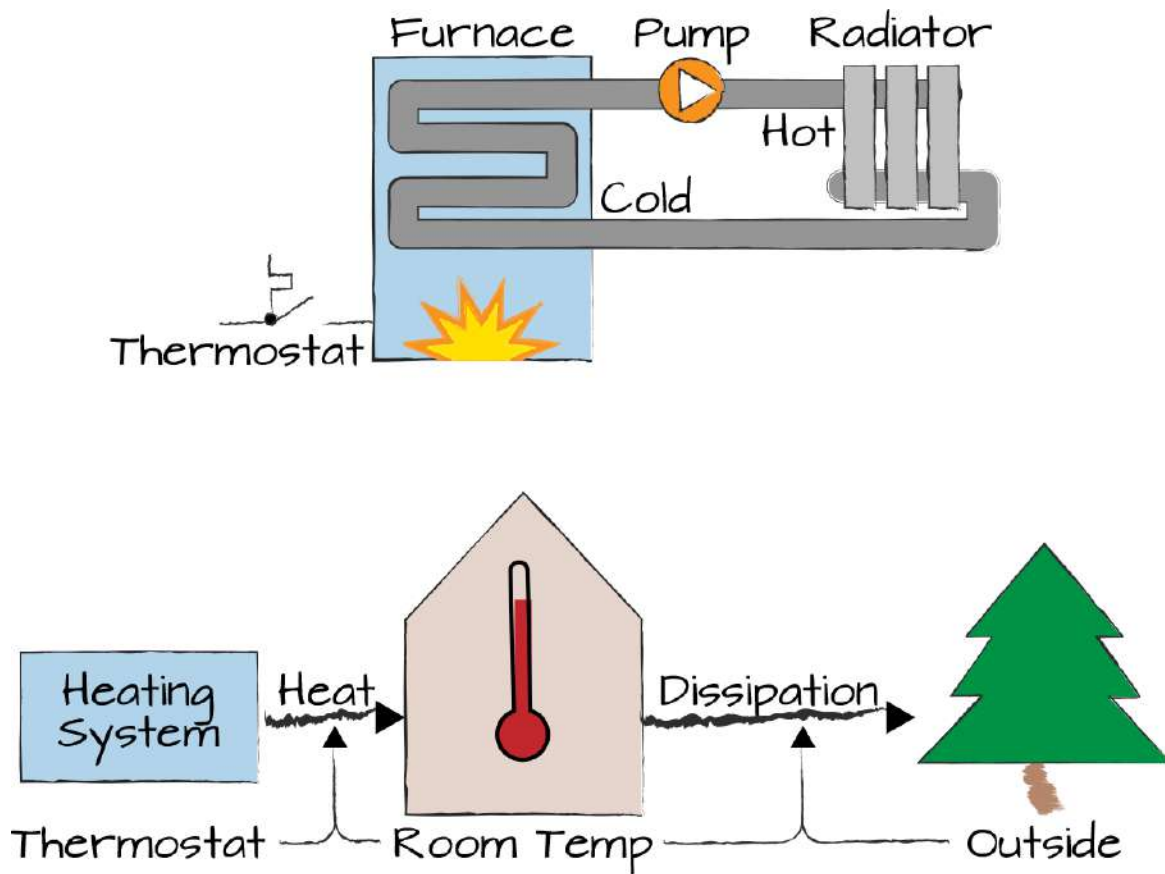 Furnace
Pump
Radiator
Hot
Cold
Thermostat
Heating
System
Heat
Dissipation
Thermostat
Room Temp
Outside